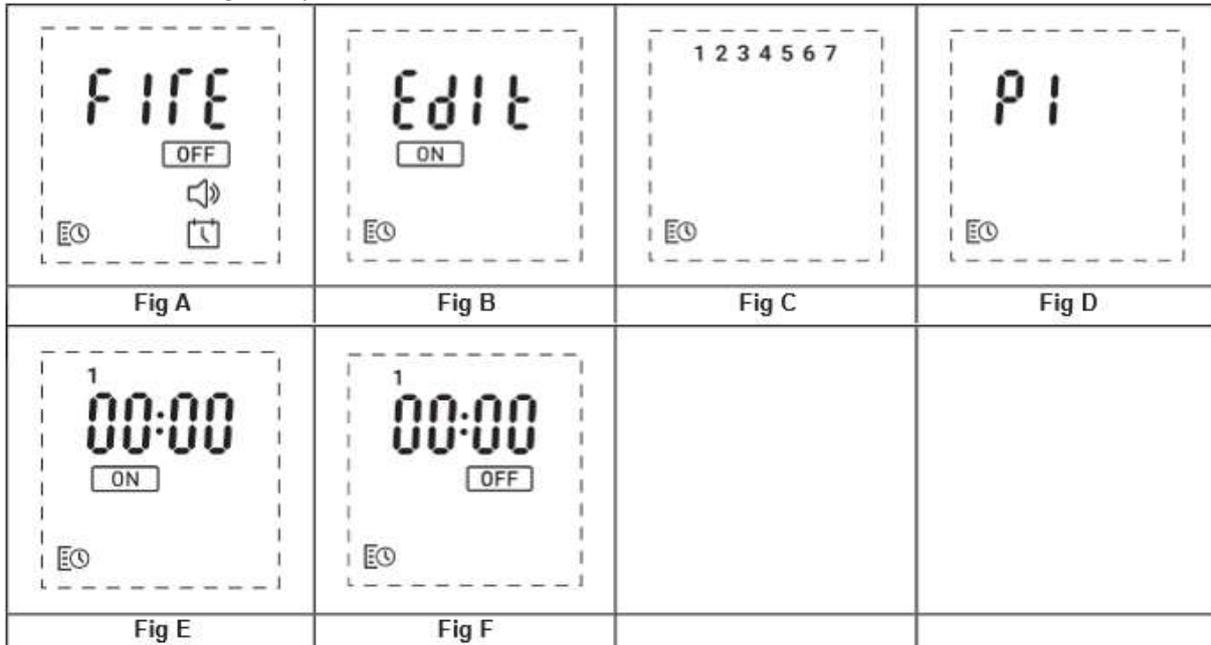 FIrE
OFF
EdIt
ON
1 2 3 4 5 6 7
P1
Fig A
Fig B
Fig C
Fig D
1
00:00
ON
1
00:00
OFF
Fig E
Fig F